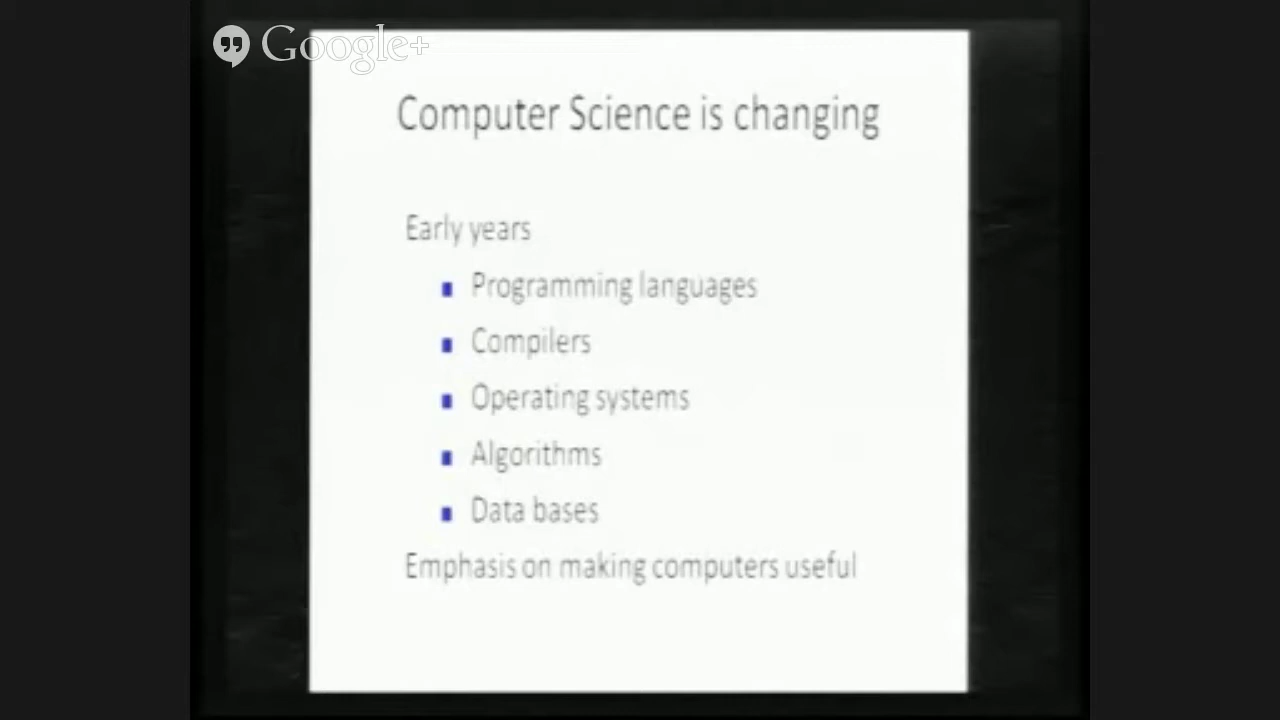 Google+
Computer Science is changing
Early years
Programming languages
Compilers
Operating systems
Algorithms
Data bases
Emphasis on making computers useful